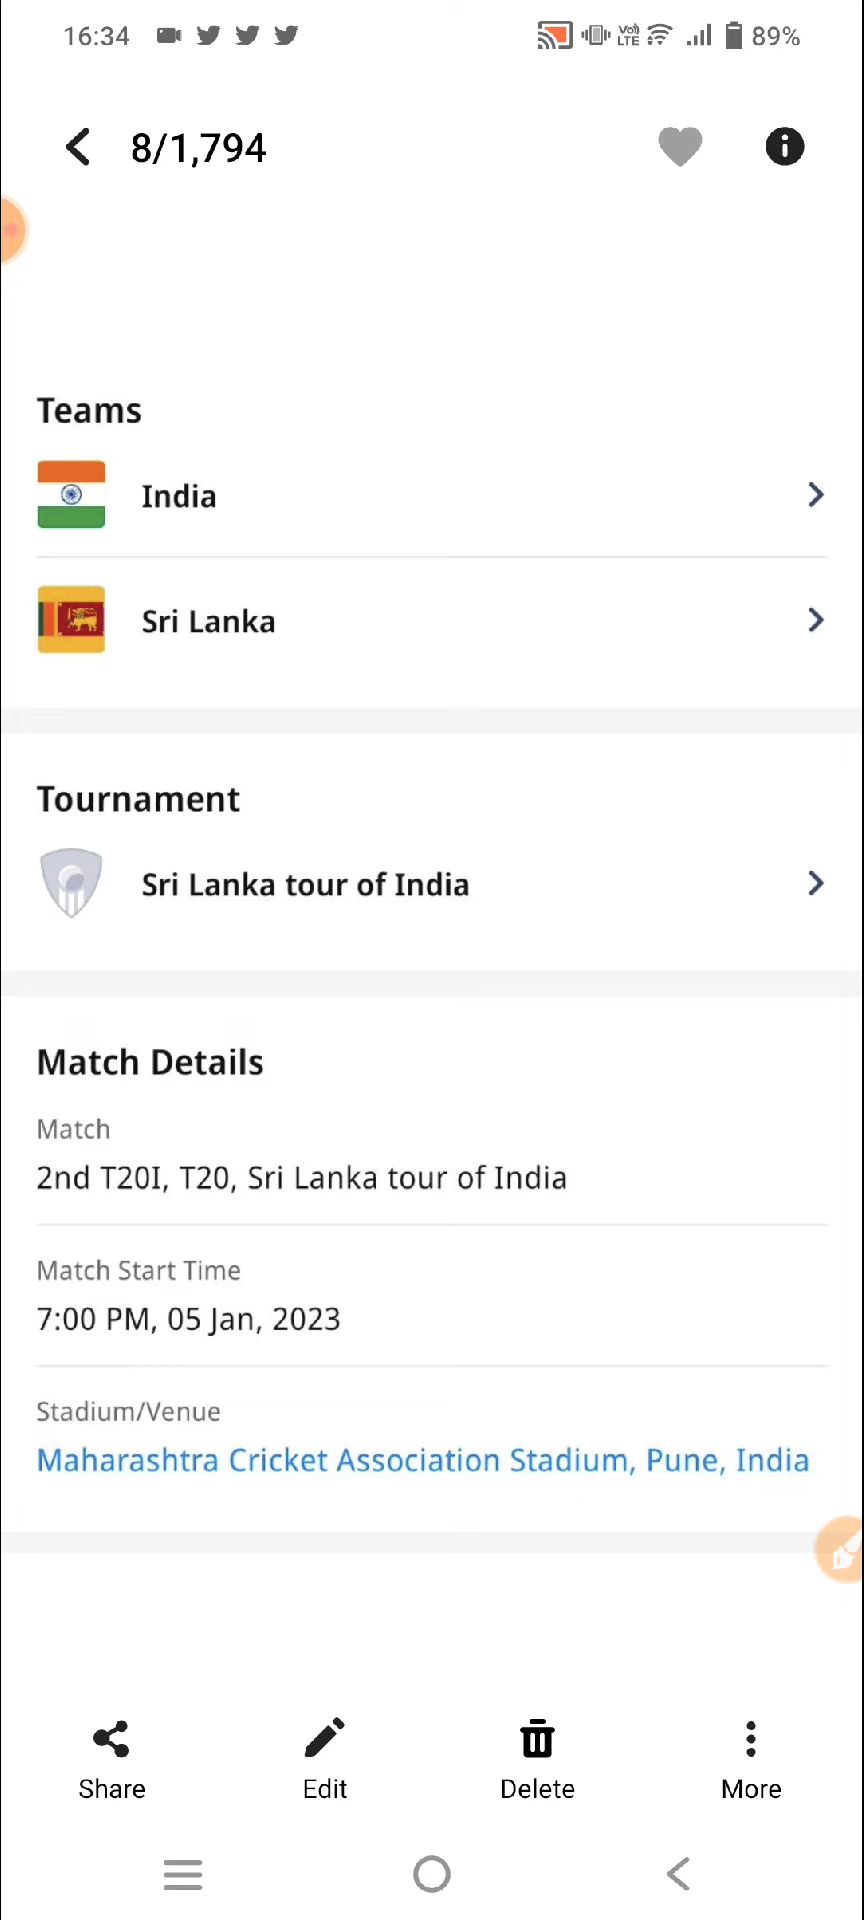 16:34 Vo) LTE 89%
8/1,794
Teams
India
Sri Lanka
Tournament
Sri Lanka tour of India
Match Details
Match
2nd T20I, T20, Sri Lanka tour of India
Match Start Time
7:00 PM, 05 Jan, 2023
Stadium/Venue
Maharashtra Cricket Association Stadium, Pune, India
Share Edit Delete More